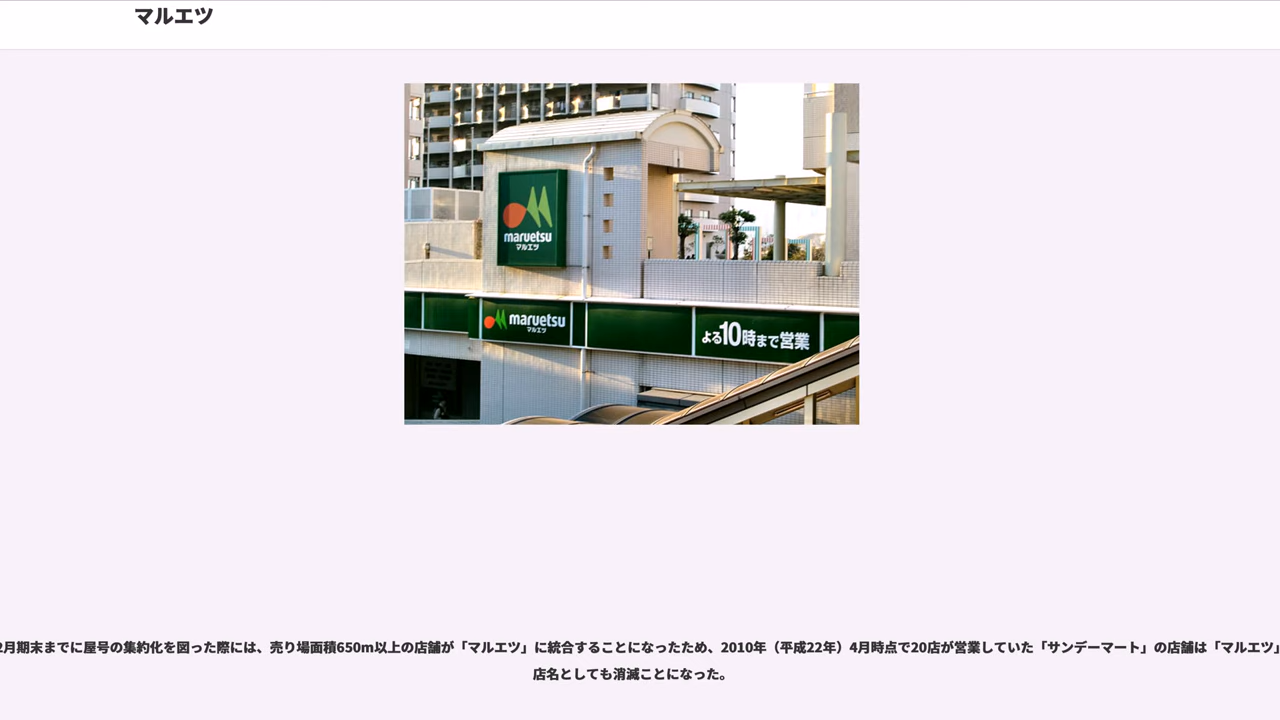 マルエツ
maruetsu
マルエツ
maruetsu
マルエツ
よる10時まで営業
2月期末までに屋号の集約化を図った際には、売り場面積650m以上の店舗が「マルエツ」に統合することになったため、2010年（平成22年）4月時点で20店が営業していた「サンデーマート」の店舗は「マルエツ」
店名としても消滅ことになった。